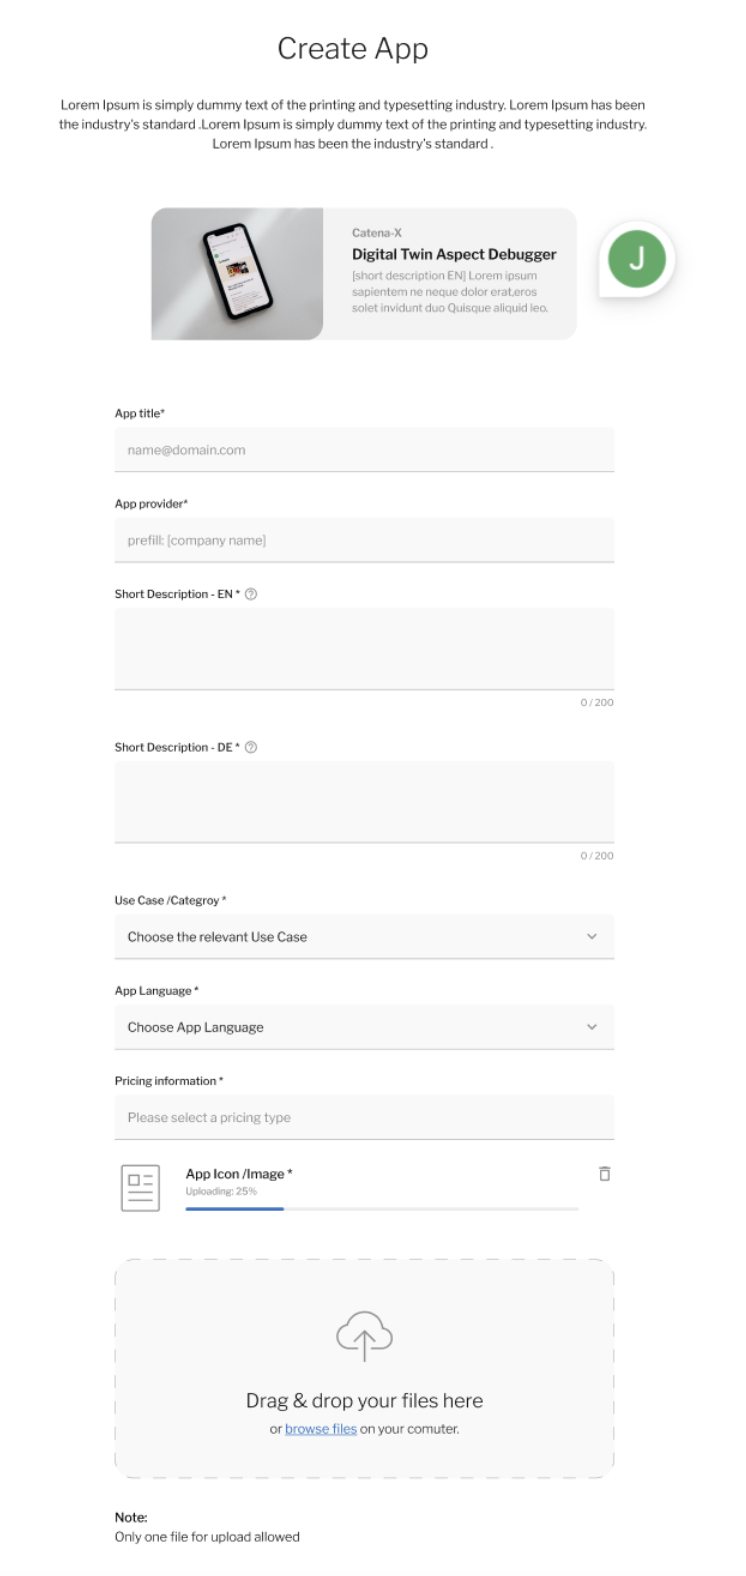 Create App
Lorem Ipsum is simply dummy text of the printing and typesetting industry. Lorem Ipsum has been
the industry's standard .Lorem Ipsum is simply dummy text of the printing and typesetting industry.
Lorem Ipsum has been the industry's standard .
Catena-X
Digital Twin Aspect Debugger
[short description EN] Lorem ipsum
sapientem ne neque dolor erat,eros
solet invidunt duo Quisque aliquid leo.
J
App title*
name@domain.com
App provider*
prefill: [company name]
Short Description - EN *
0 / 200
Short Description - DE *
0 / 200
Use Case /Categroy *
Choose the relevant Use Case
App Language *
Choose App Language
Pricing information *
Please select a pricing type
App Icon /Image *
Uploading: 25%
Drag & drop your files here
or browse files on your comuter.
Note:
Only one file for upload allowed